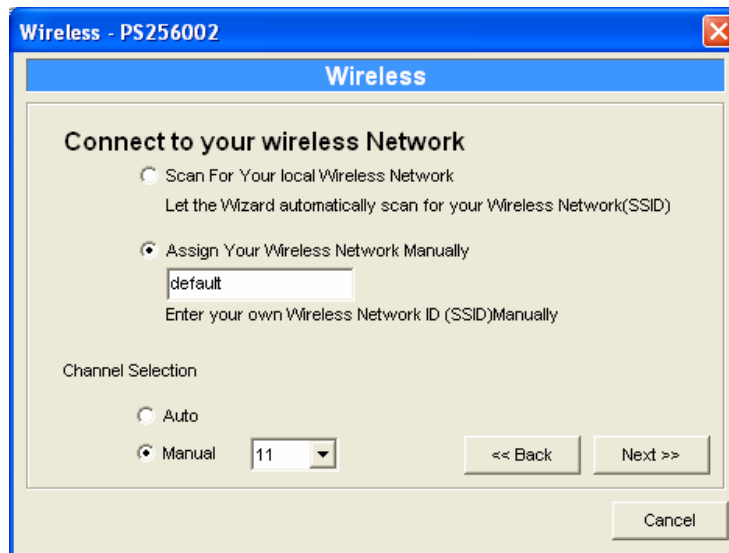 Wireless - PS256002
Wireless
Connect to your wireless Network
Scan For Your local Wireless Network
Let the Wizard automatically scan for your Wireless Network(SSID)
Assign Your Wireless Network Manually
default
Enter your own Wireless Network ID (SSID)Manually
Channel Selection
Auto
Manual 11 << Back Next >>
Cancel